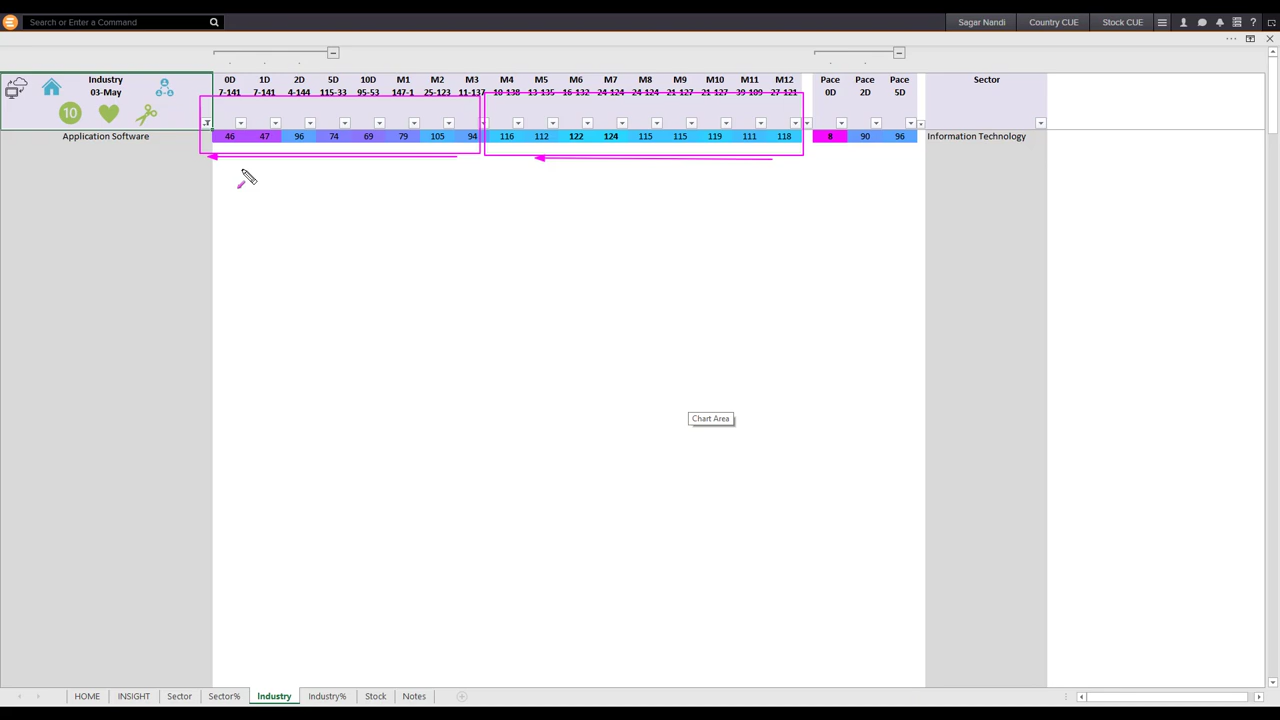 Search or Enter a Command
Sagar Nandi Country CUE Stock CUE
Industry 0D 1D 2D 5D 10D M1 M2 M3 M4 M5 M6 M7 M8 M9 M10 M11 M12 Pace Pace Pace Sector
03-May 7-141 7-141 4-144 115-33 95-53 147-1 25-123 11-137 10-138 13-135 16-132 24-124 24-124 21-127 21-127 39-109 27-121 0D 2D 5D
10
Application Software 46 47 96 74 69 79 105 94 116 112 122 124 115 115 119 111 118 8 90 96 Information Technology
Chart Area
HOME INSIGHT Sector Sector% Industry Industry% Stock Notes